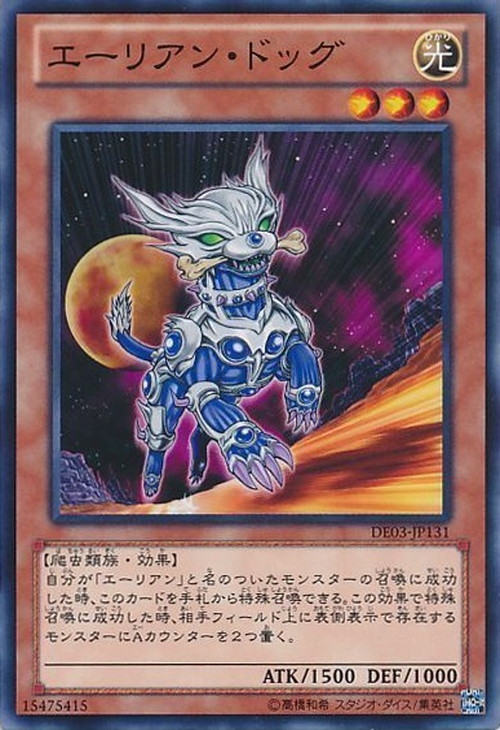 エーリアン・ドッグ
光
DE03-JP131
【爬虫類族・効果】
自分が「エーリアン」と名のついたモンスターの召喚に成功
した時、このカードを手札から特殊召喚できる。この効果で特殊
召喚に成功した時、相手フィールド上に表側表示で存在する
モンスターにAカウンターを2つ置く。
ATK/1500 DEF/1000
15475415
©高橋和希 スタジオ・ダイス/集英社